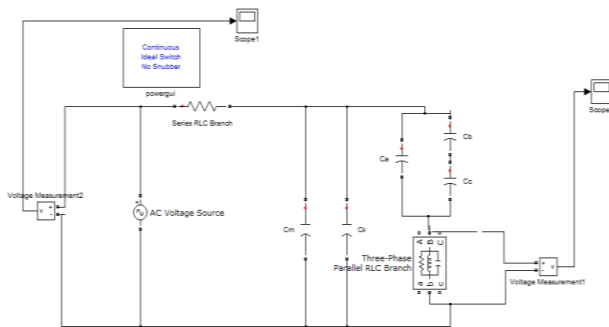 Scope1
Continuous
Ideal Switch
No Snubber
powergui
Scope
Series RLC Branch
Cb
Ca
Cc
Voltage Measurement2
+
-
v
AC Voltage Source
+
Cm
Ck
A B C
Three-Phase
Parallel RLC Branch
a b c
+
-
v
Voltage Measurement1